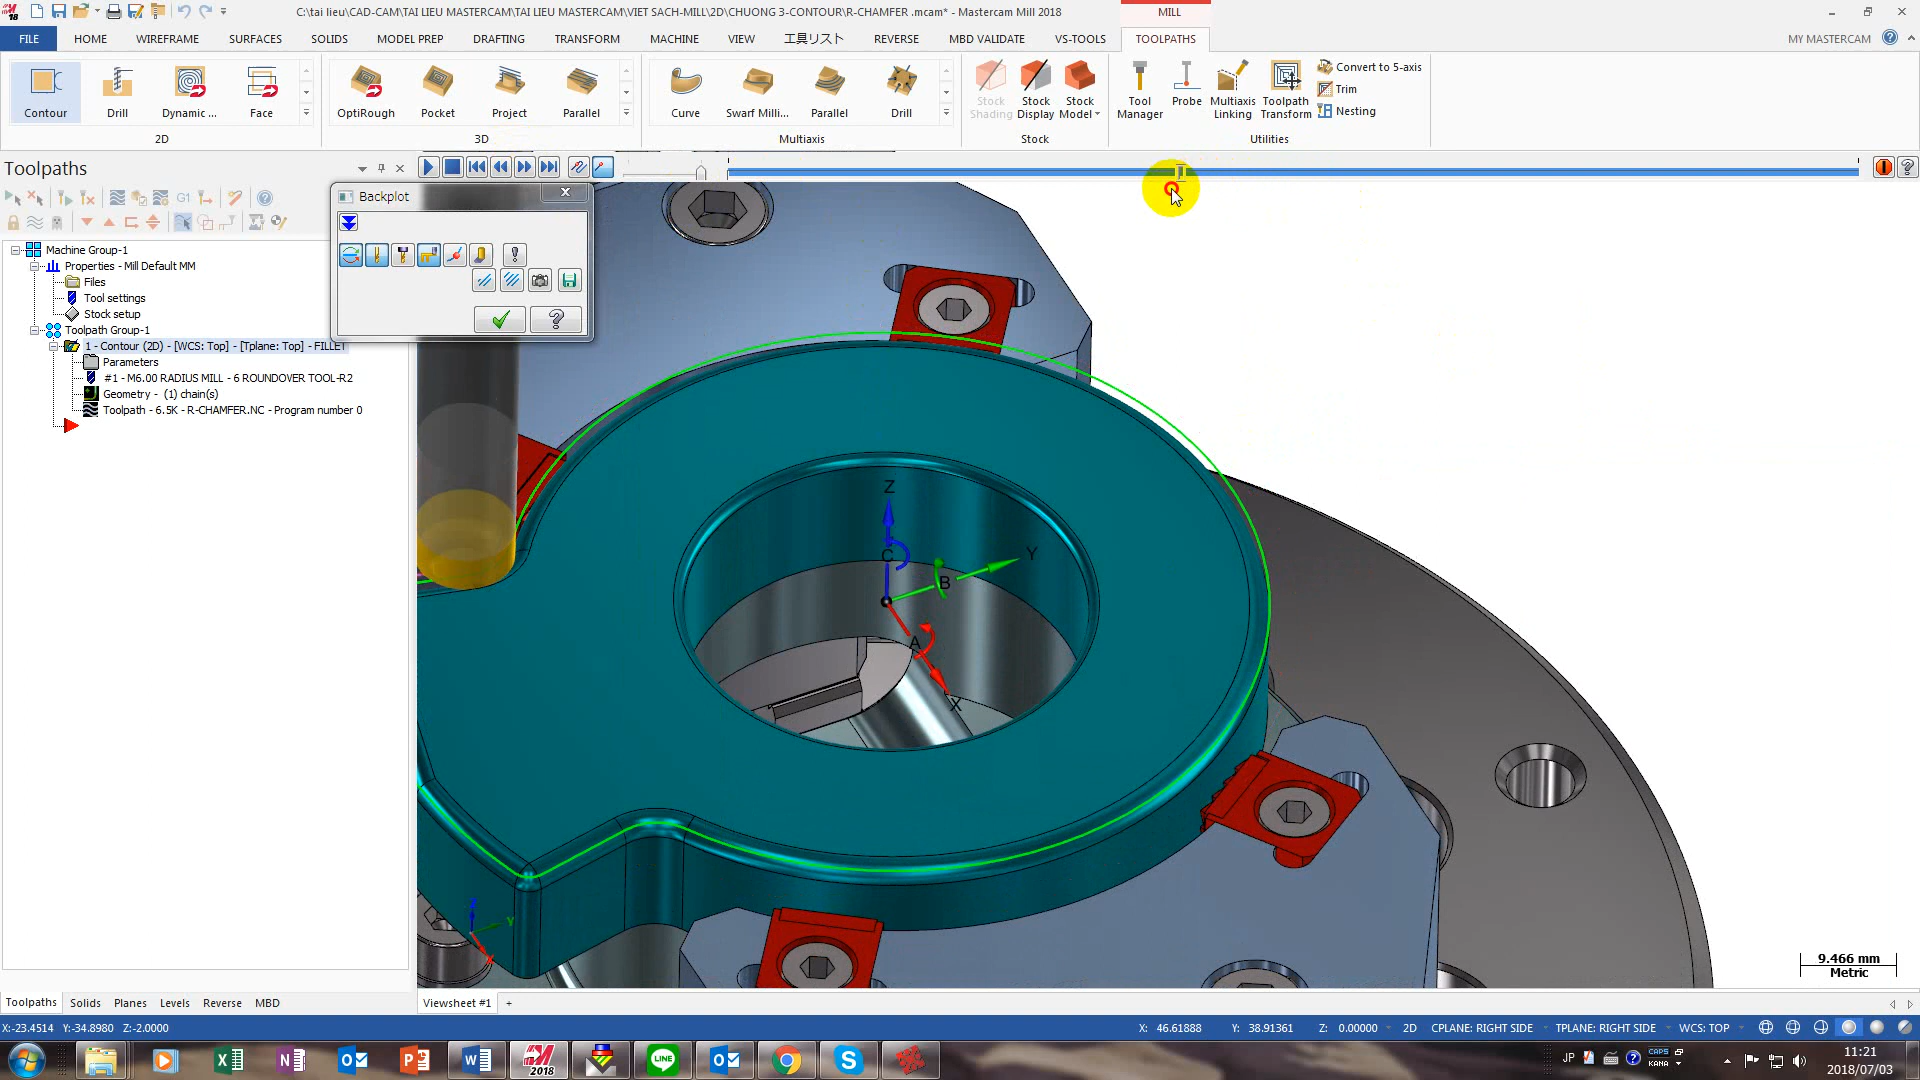 C:\tai lieu\CAD-CAM\TAI LIEU MASTERCAM\TAI LIEU MASTERCAM\VIET SACH-MILL\2D\CHUONG 3-CONTOUR\R-CHAMFER .mcam* - Mastercam Mill 2018
MILL
FILE HOME WIREFRAME SURFACES SOLIDS MODEL PREP DRAFTING TRANSFORM MACHINE VIEW 工具リスト REVERSE MBD VALIDATE VS-TOOLS TOOLPATHS MY MASTERCAM
Contour Drill Dynamic ... Face
2D
OptiRough Pocket Project Parallel
3D
Curve Swarf Milli... Parallel Drill
Multiaxis
Stock Shading
Stock Display
Stock Model
Stock
Tool Manager
Probe
Multiaxis Linking
Toolpath Transform
Convert to 5-axis
Trim
Nesting
Utilities
Toolpaths
G1
Backplot
Machine Group-1
Properties - Mill Default MM
Files
Tool settings
Stock setup
Toolpath Group-1
1 - Contour (2D) - [WCS: Top] - [Tplane: Top] - FILLET
Parameters
#1 - M6.00 RADIUS MILL - 6 ROUNDOVER TOOL-R2
Geometry - (1) chain(s)
Toolpath - 6.5K - R-CHAMFER.NC - Program number 0
Z
Y
C
B
A
X
Z
Y
X
9.466 mm
Metric
Toolpaths Solids Planes Levels Reverse MBD
Viewsheet #1 +
X:-23.4514 Y:-34.8980 Z:-2.0000
X: 46.61888 Y: 38.91361 Z: 0.00000 2D CPLANE: RIGHT SIDE TPLANE: RIGHT SIDE WCS: TOP
2018
LINE
JP
CAPS
KANA
11:21
2018/07/03